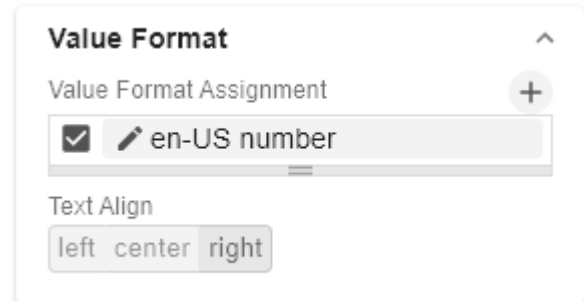 Value Format
Value Format Assignment
en-US number
Text Align
left center right